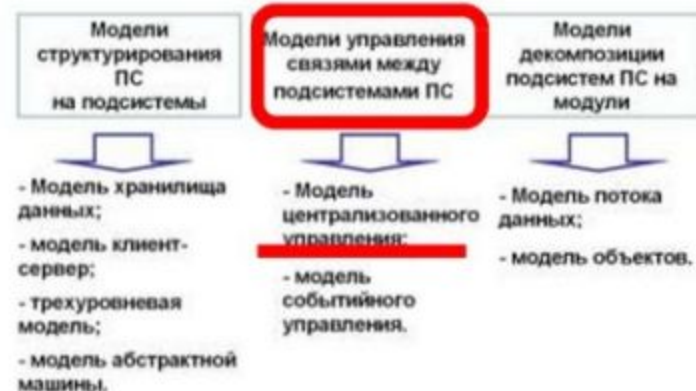 Модели
структурирования
ПС
на подсистемы
- Модель хранилища
данных;
- модель клиент-
сервер;
- трехуровневая
модель;
- модель абстрактной
машины.
Модели управления
связями между
подсистемами ПС
- Модель
централизованного
управления;
- модель
событийного
управления.
Модели
декомпозиции
подсистем ПС на
модули
- Модель потока
данных;
- модель объектов.